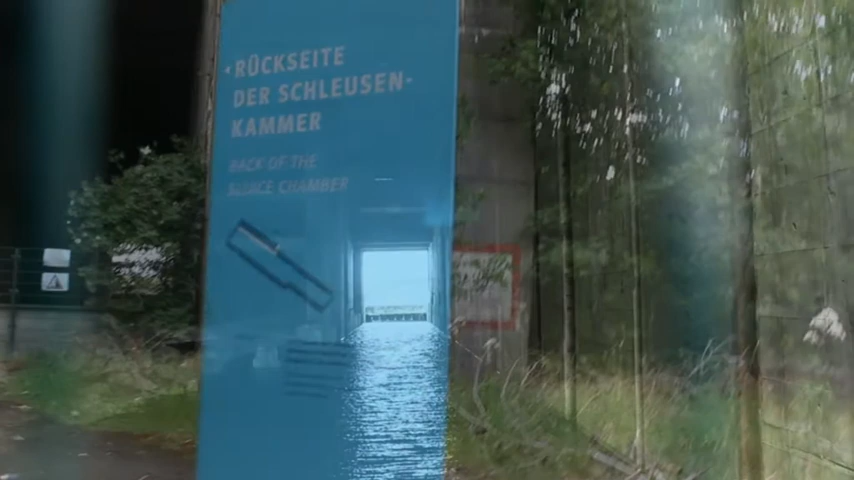 RÜCKSEITE
DER SCHLEUSEN-
KAMMER
BACK OF THE
SLUICE CHAMBER